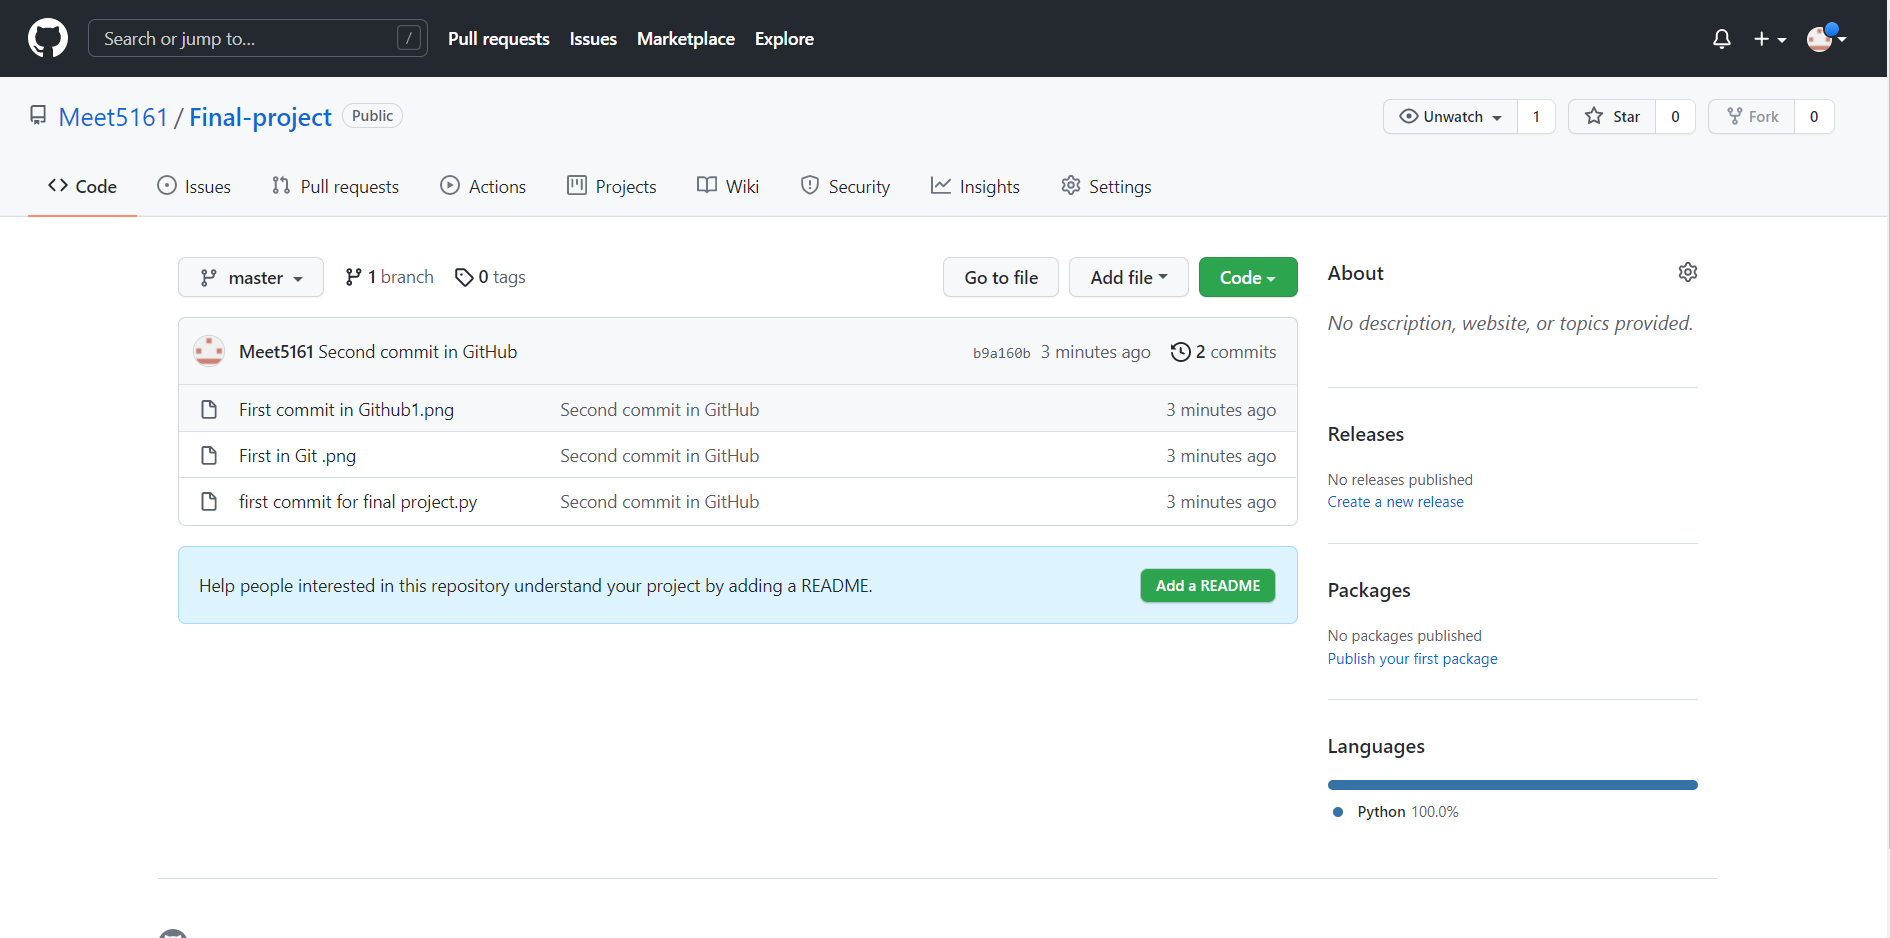 Search or jump to... / Pull requests Issues Marketplace Explore
Meet5161 / Final-project Public Unwatch 1 Star 0 Fork 0
Code Issues Pull requests Actions Projects Wiki Security Insights Settings
master 1 branch 0 tags Go to file Add file Code
Meet5161 Second commit in GitHub b9a160b 3 minutes ago 2 commits
First commit in Github1.png Second commit in GitHub 3 minutes ago
First in Git .png Second commit in GitHub 3 minutes ago
first commit for final project.py Second commit in GitHub 3 minutes ago
Help people interested in this repository understand your project by adding a README. Add a README
About
No description, website, or topics provided.
Releases
No releases published
Create a new release
Packages
No packages published
Publish your first package
Languages
Python 100.0%